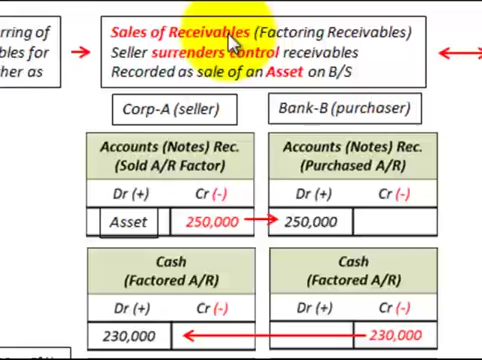 rring of
bles for
her as
Sales of Receivables (Factoring Receivables)
Seller surrenders control receivables
Recorded as sale of an Asset on B/S
Corp-A (seller)
Bank-B (purchaser)
Accounts (Notes) Rec.
(Sold A/R Factor)
Dr (+) Cr (-)
Asset 250,000
Accounts (Notes) Rec.
(Purchased A/R)
Dr (+) Cr (-)
250,000
Cash
(Factored A/R)
Dr (+) Cr (-)
230,000
Cash
(Factored A/R)
Dr (+) Cr (-)
230,000